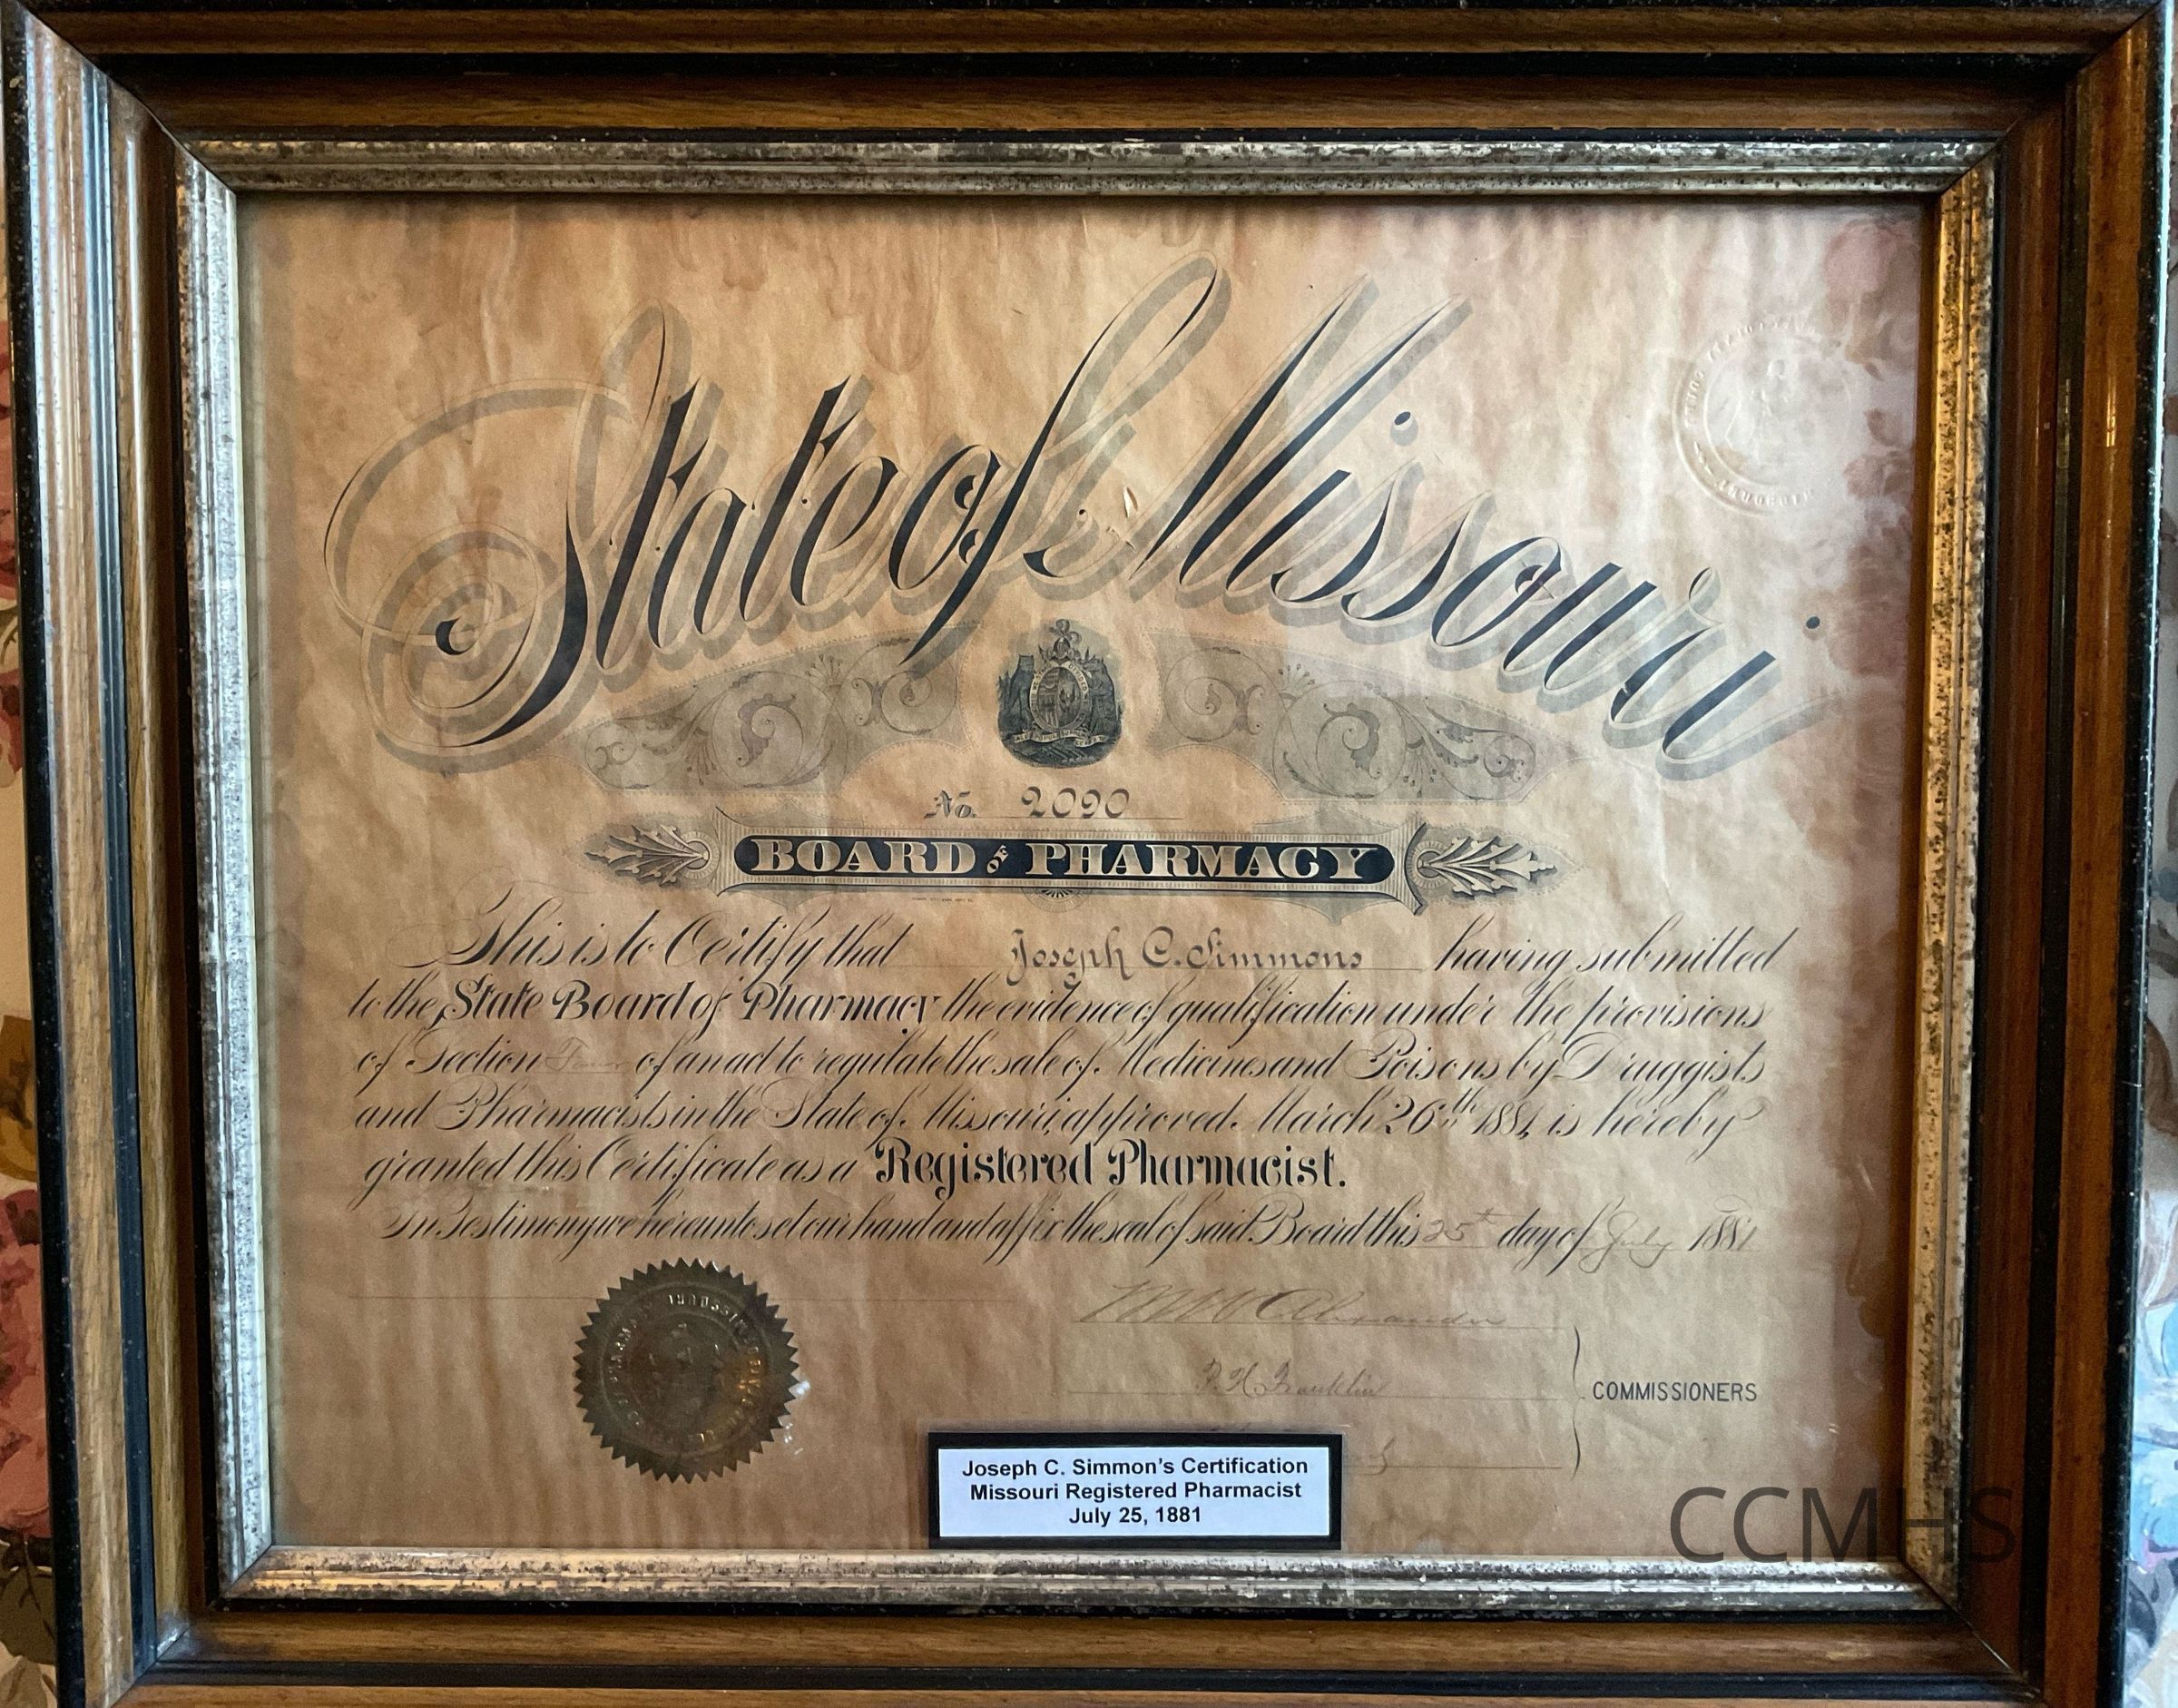 State of Missouri
No. 2090
BOARD OF PHARMACY
This is to Certify that Joseph C. Simmons having submitted
to the State Board of Pharmacy the evidence of qualification under the provisions
of Section Four of an act to regulate the sale of Medicines and Poisons by Druggists
and Pharmacists in the State of Missouri, approved March 26th 1881, is hereby
granted this Certificate as a Registered Pharmacist.
In Testimony we hereunto set our hand and affix the seal of said Board this 25th day of July 1881
M W Alexander
F. H. Franklin
COMMISSIONERS
Joseph C. Simmon's Certification
Missouri Registered Pharmacist
July 25, 1881
CCMHS